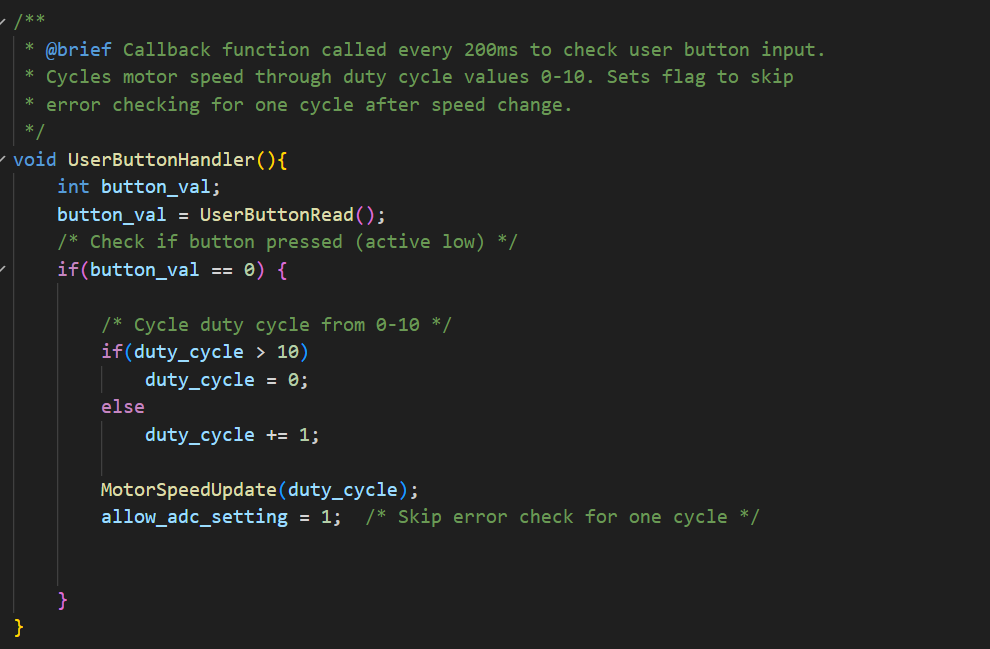 /**
 * @brief Callback function called every 200ms to check user button input.
 * Cycles motor speed through duty cycle values 0-10. Sets flag to skip
 * error checking for one cycle after speed change.
 */
void UserButtonHandler(){
    int button_val;
    button_val = UserButtonRead();
    /* Check if button pressed (active low) */
    if(button_val == 0) {
        /* Cycle duty cycle from 0-10 */
        if(duty_cycle > 10)
            duty_cycle = 0;
        else
            duty_cycle += 1;
        MotorSpeedUpdate(duty_cycle);
        allow_adc_setting = 1;  /* Skip error check for one cycle */
    }
}